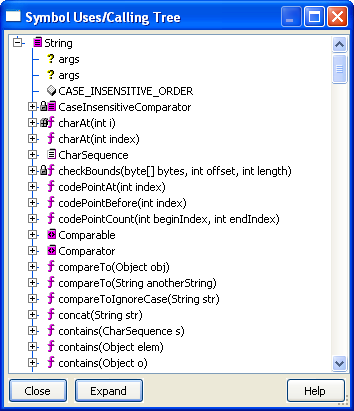 Symbol Uses/Calling Tree
String
? args
? args
CASE_INSENSITIVE_ORDER
CaseInsensitiveComparator
f charAt(int i)
f charAt(int index)
CharSequence
f checkBounds(byte[] bytes, int offset, int length)
f codePointAt(int index)
f codePointBefore(int index)
f codePointCount(int beginIndex, int endIndex)
Comparable
Comparator
f compareTo(Object obj)
f compareTo(String anotherString)
f compareToIgnoreCase(String str)
f concat(String str)
f contains(CharSequence s)
f contains(Object elem)
f contains(Object o)
Close Expand Help